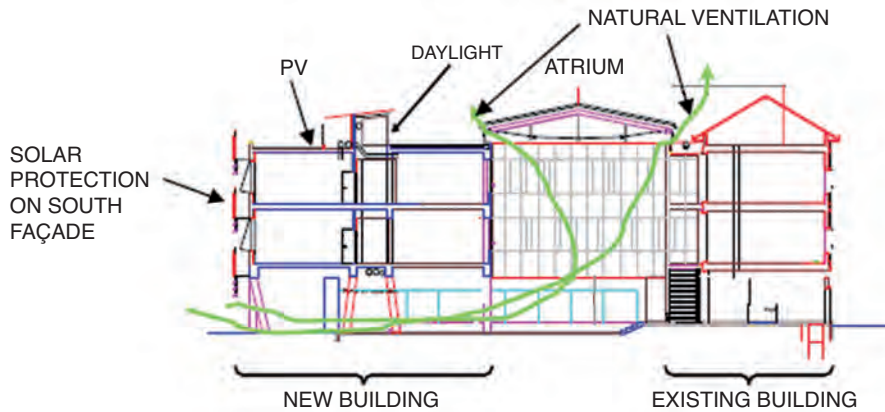 NATURAL VENTILATION
DAYLIGHT
ATRIUM
PV
SOLAR
PROTECTION
ON SOUTH
FAÇADE
NEW BUILDING
EXISTING BUILDING